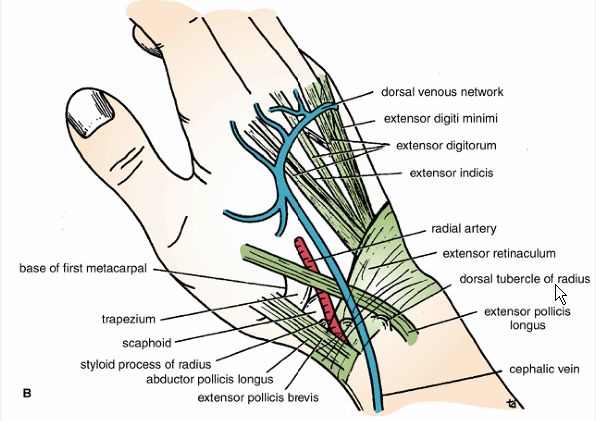 dorsal venous network
extensor digiti minimi
extensor digitorum
extensor indicis
radial artery
extensor retinaculum
dorsal tubercle of radius
extensor pollicis
longus
cephalic vein
base of first metacarpal
trapezium
scaphoid
styloid process of radius
abductor pollicis longus
extensor pollicis brevis
B